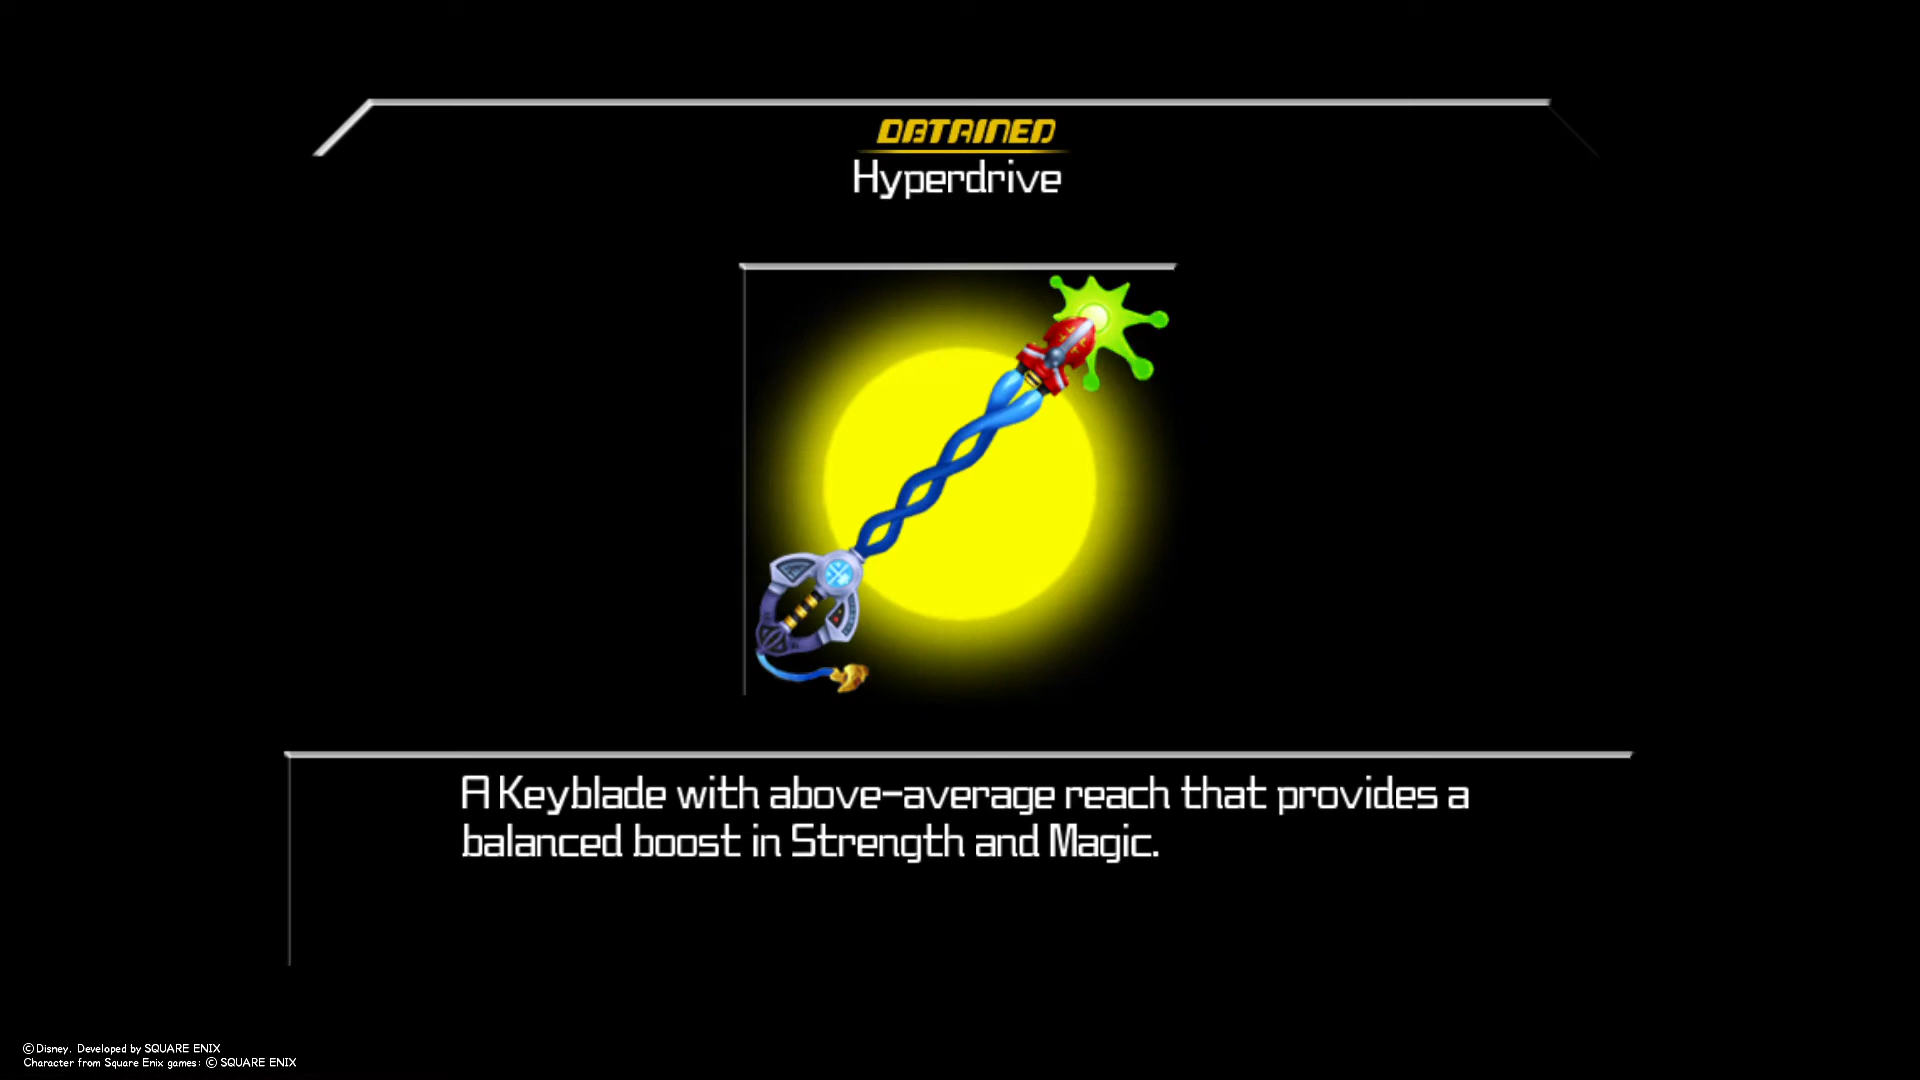 OBTAINED
Hyperdrive
A Keyblade with above-average reach that provides a
balanced boost in Strength and Magic.
©Disney. Developed by SQUARE ENIX
Character from Square Enix games: © SQUARE ENIX